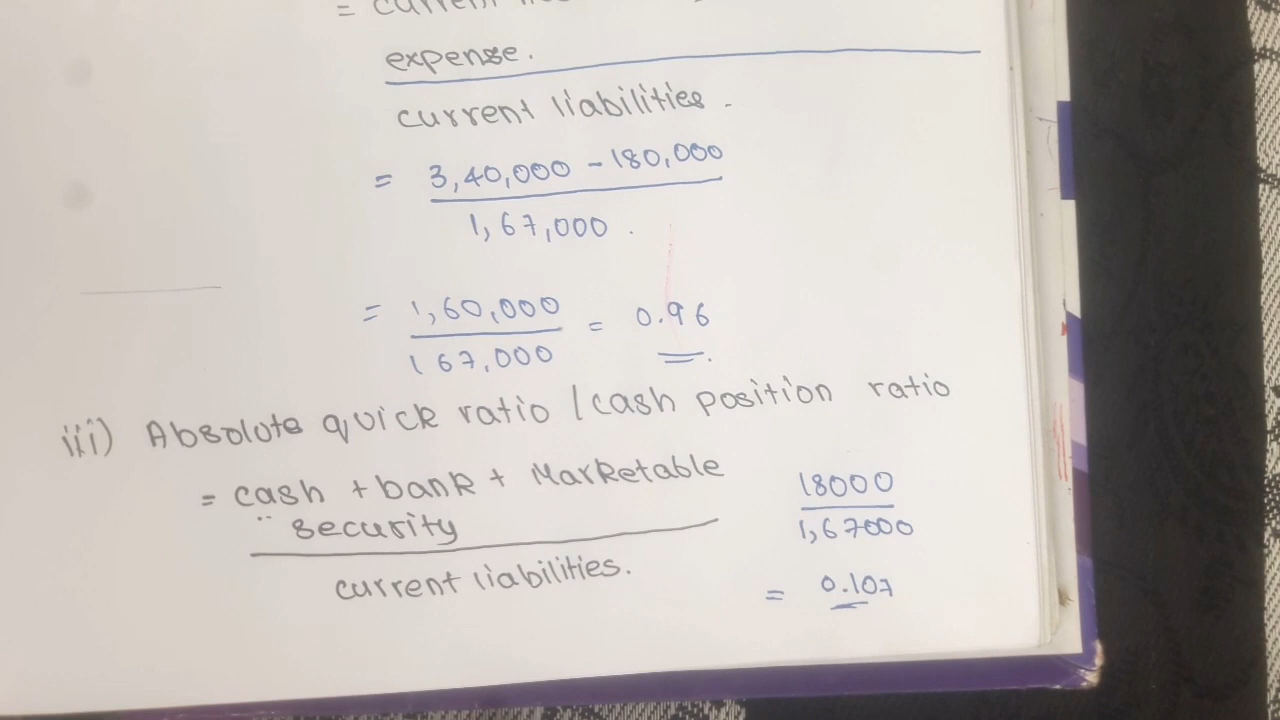 = current
expense.
current liabilities.
= 3,40,000 - 180,000
1,67,000.
= 1,60,000 = 0.96
167,000
iii) Absolute quick ratio / cash position ratio
= cash + bank + Marketable
security
current liabilities.
18000
1,67000
= 0.107